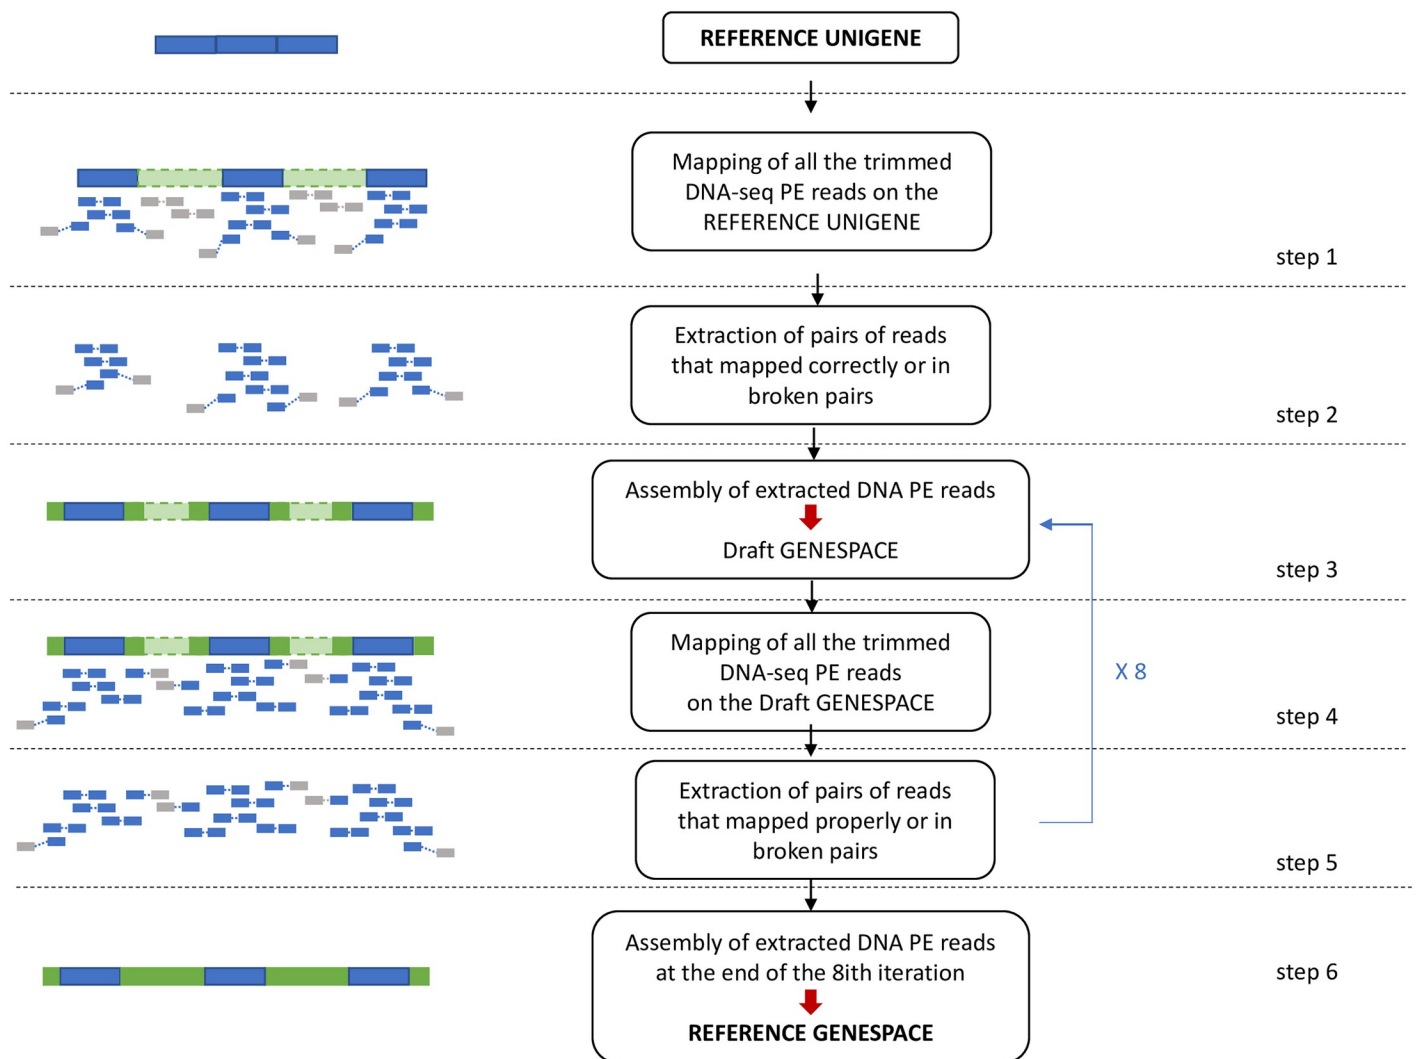 REFERENCE UNIGENE
Mapping of all the trimmed
DNA-seq PE reads on the
REFERENCE UNIGENE
step 1
Extraction of pairs of reads
that mapped correctly or in
broken pairs
step 2
Assembly of extracted DNA PE reads
Draft GENESPACE
step 3
Mapping of all the trimmed
DNA-seq PE reads
on the Draft GENESPACE
X 8
step 4
Extraction of pairs of reads
that mapped properly or in
broken pairs
step 5
Assembly of extracted DNA PE reads
at the end of the 8ith iteration
REFERENCE GENESPACE
step 6